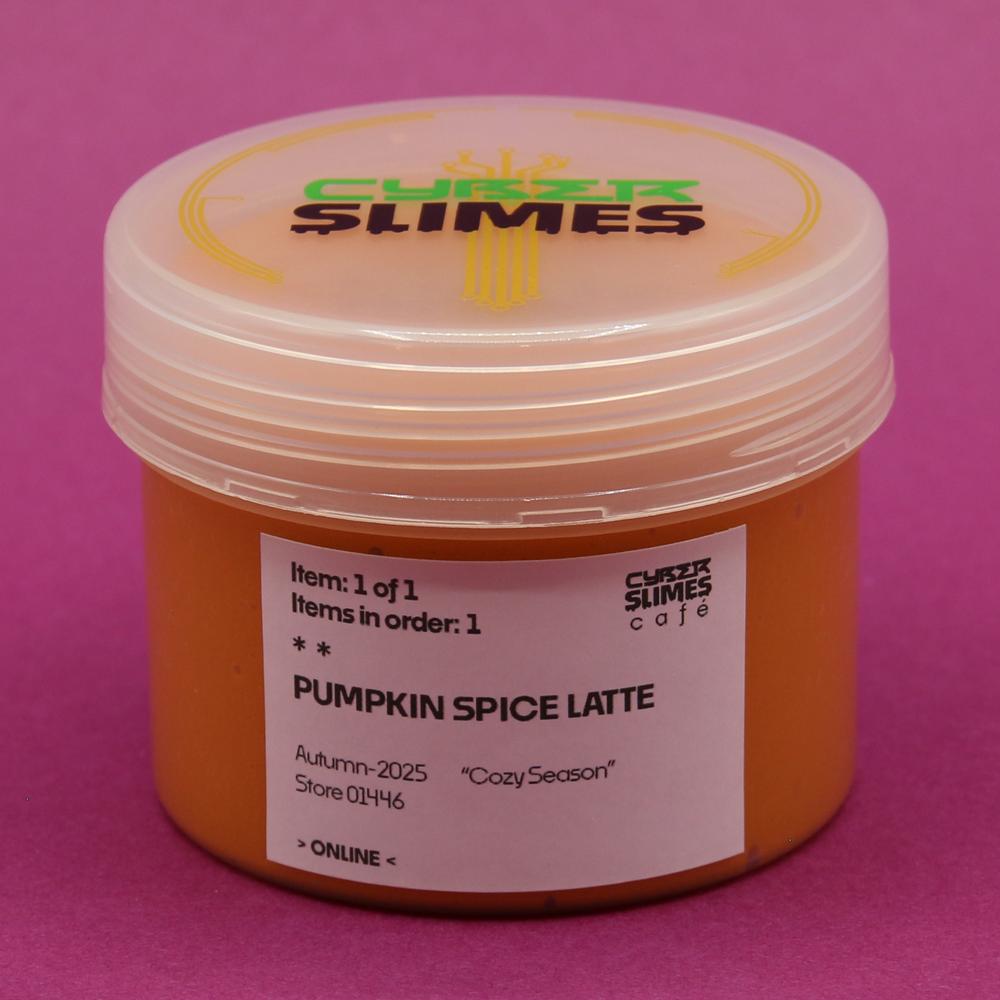 CYBER
SLIMES
Item: 1 of 1
Items in order: 1
* *
CYBER
SLIMES
café
PUMPKIN SPICE LATTE
Autumn-2025 "Cozy Season"
Store 01446
> ONLINE <